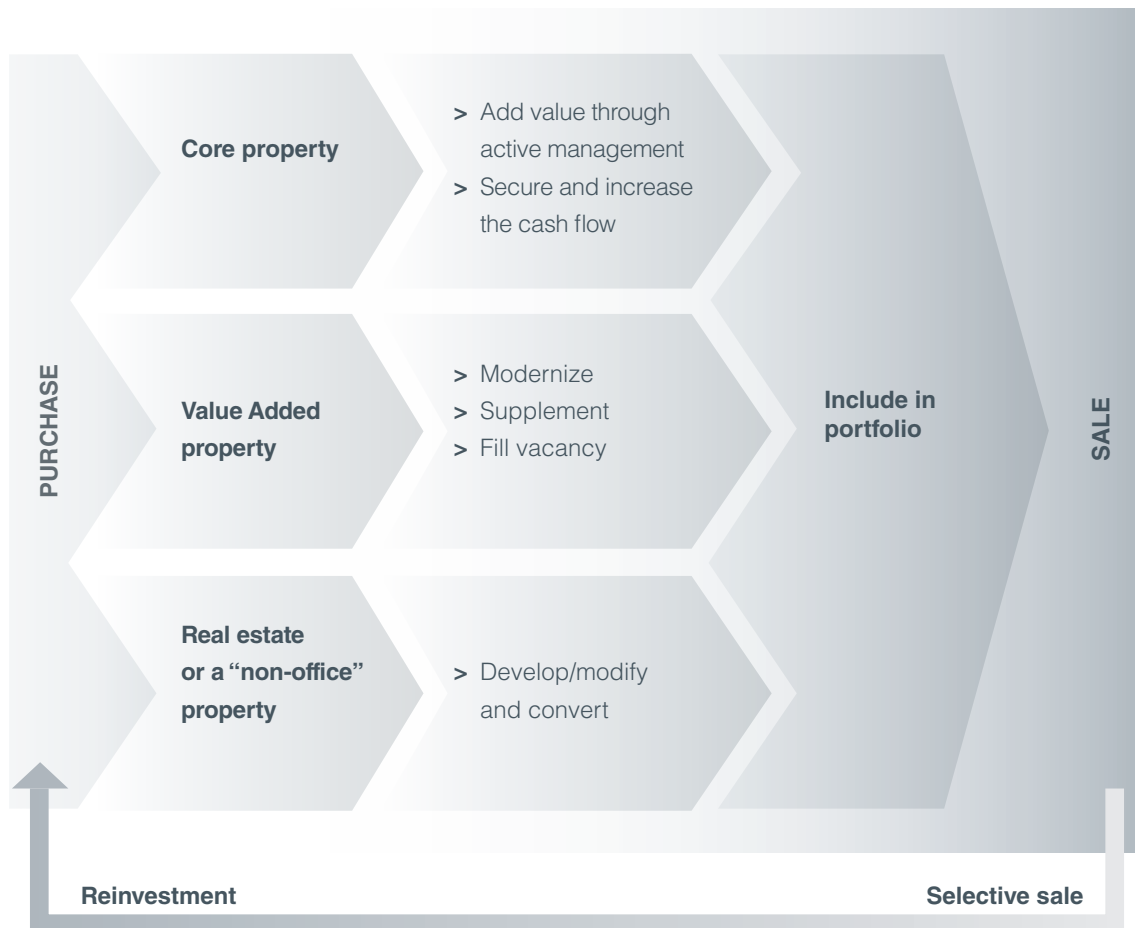 PURCHASE
Core property
> Add value through
active management
> Secure and increase
the cash flow
Value Added
property
> Modernize
> Supplement
> Fill vacancy
Real estate
or a “non-office”
property
> Develop/modify
and convert
Include in
portfolio
SALE
Reinvestment
Selective sale